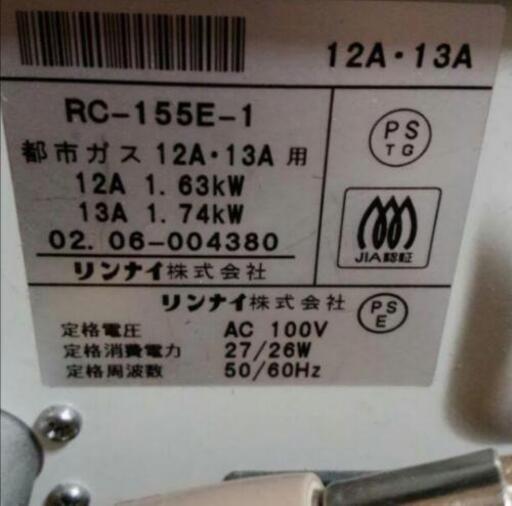 12A・13A
RC-155E-1
都市ガス 12A・13A 用
12A 1. 63kW
13A 1. 74kW
02. 06-004380
リンナイ株式会社
PS
TG
JIA認証
リンナイ株式会社
PS
E
定格電圧 AC 100V
定格消費電力 27/26W
定格周波数 50/60Hz